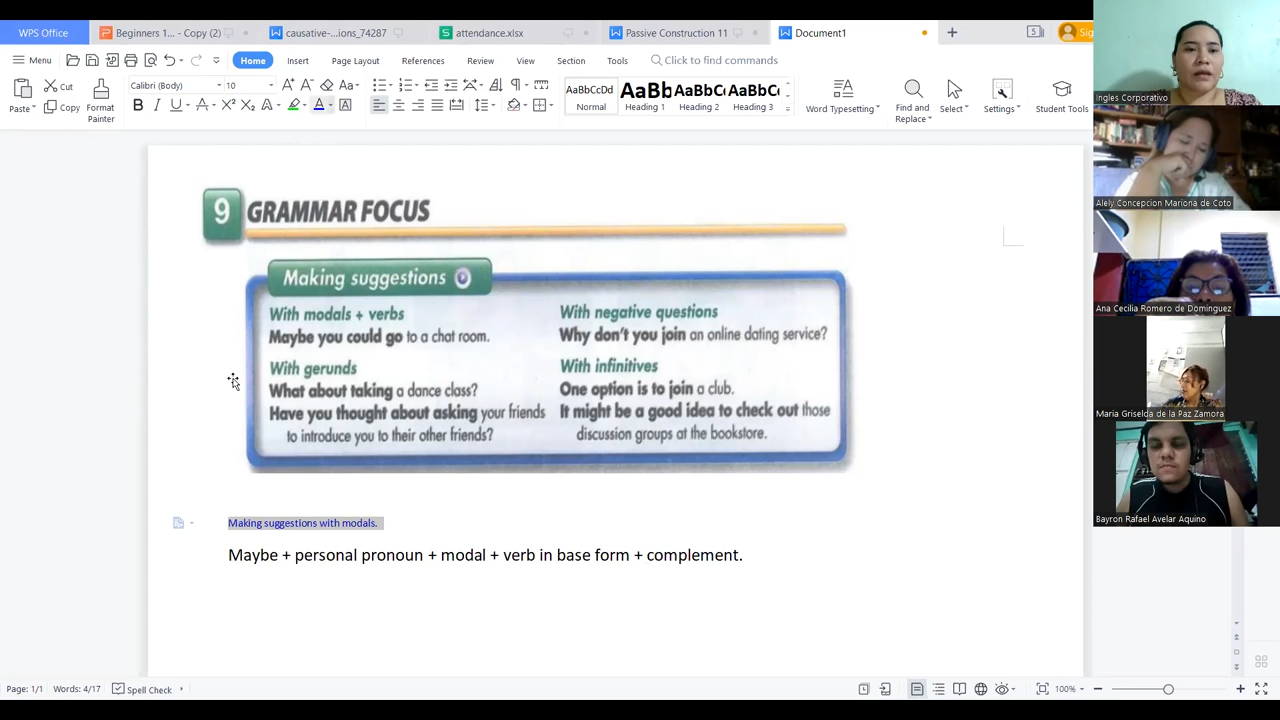 WPS Office
Beginners 1... - Copy (2)
causative-...ions_74287
attendance.xlsx
Passive Construction 11
Document1
Sig
Menu
Home
Insert
Page Layout
References
Review
View
Section
Tools
Click to find commands
Paste
Cut
Copy
Format Painter
Calibri (Body)
10
AaBbCcDd
Normal
AaBb
Heading 1
AaBbC
Heading 2
AaBbC
Heading 3
Word Typesetting
Find and Replace
Select
Settings
Student Tools
9 GRAMMAR FOCUS
Making suggestions
With modals + verbs
Maybe you could go to a chat room.
With gerunds
What about taking a dance class?
Have you thought about asking your friends
to introduce you to their other friends?
With negative questions
Why don't you join an online dating service?
With infinitives
One option is to join a club.
It might be a good idea to check out those
discussion groups at the bookstore.
Making suggestions with modals.
Maybe + personal pronoun + modal + verb in base form + complement.
Page: 1/1
Words: 4/17
Spell Check
100%
Ingles Corporativo
Alely Concepcion Mariona de Coto
Ana Cecilia Romero de Dominguez
Maria Griselda de la Paz Zamora
Bayron Rafael Avelar Aquino